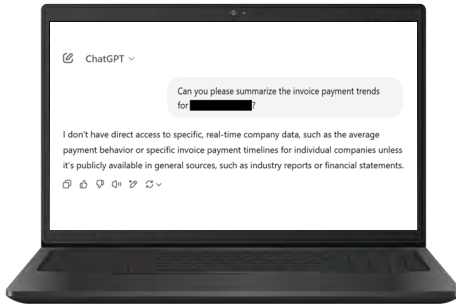 ChatGPT
Can you please summarize the invoice payment trends
for ?
I don't have direct access to specific, real-time company data, such as the average
payment behavior or specific invoice payment timelines for individual companies unless
it's publicly available in general sources, such as industry reports or financial statements.